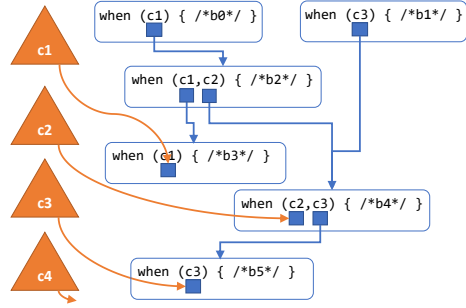 c1
c2
c3
c4
when (c1) { /*b0*/ }
when (c3) { /*b1*/ }
when (c1,c2) { /*b2*/ }
when (c1) { /*b3*/ }
when (c2,c3) { /*b4*/ }
when (c3) { /*b5*/ }